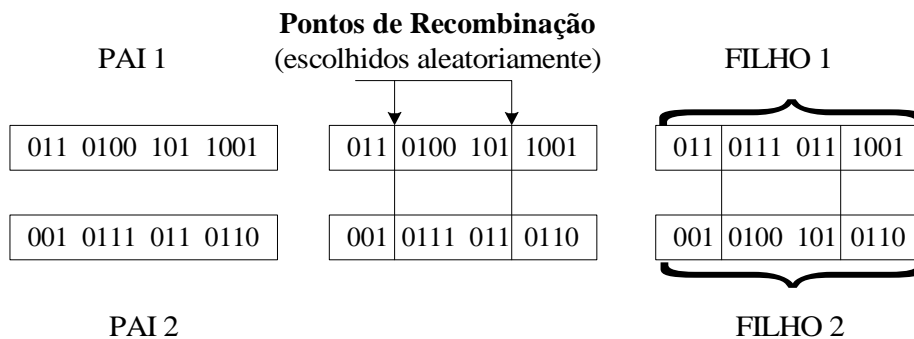 Pontos de Recombinação
PAI 1 (escolhidos aleatoriamente) FILHO 1
011 0100 101 1001 011 0100 101 1001 011 0111 011 1001
001 0111 011 0110 001 0111 011 0110 001 0100 101 0110
PAI 2 FILHO 2